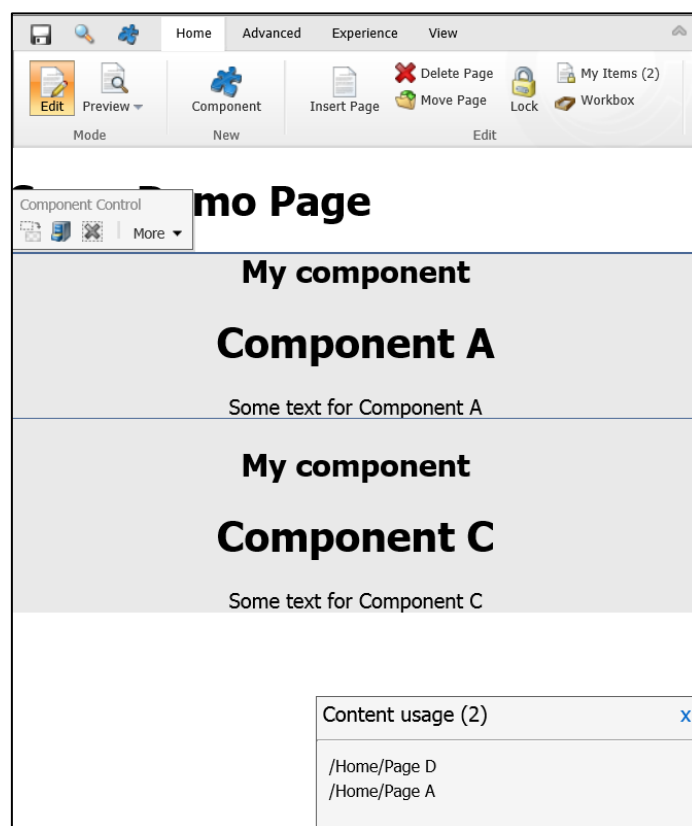 Home Advanced Experience View
Edit Preview Component Insert Page Delete Page Move Page Lock My Items (2) Workbox
Mode New Edit
mo Page
Component Control
More
My component
Component A
Some text for Component A
My component
Component C
Some text for Component C
Content usage (2) x
/Home/Page D
/Home/Page A